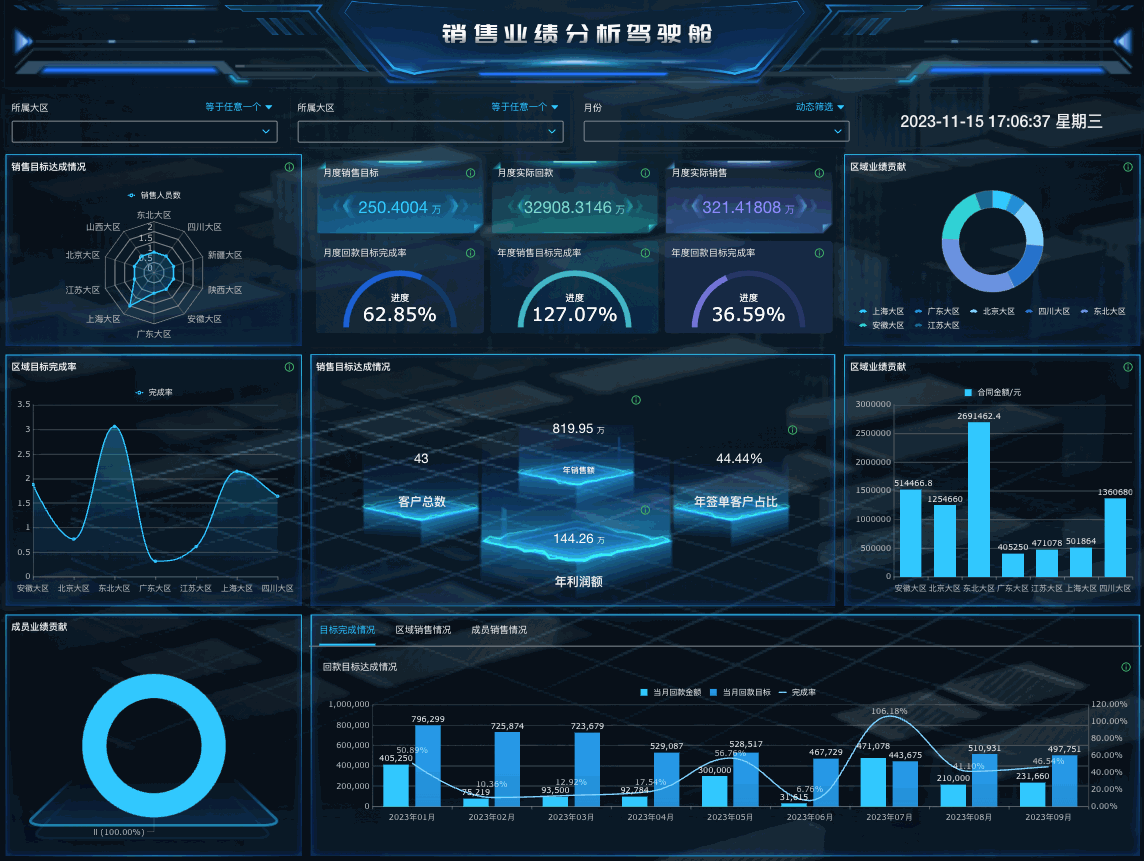 销售业绩分析驾驶舱
所属大区 等于任意一个
所属大区 等于任意一个
月份 动态筛选
2023-11-15 17:06:37 星期三
销售目标达成情况
销售人员数
东北大区
四川大区
新疆大区
陕西大区
安徽大区
广东大区
上海大区
江苏大区
北京大区
山西大区
2
1.5
1
0.5
0
月度销售目标
250.4004 万
月度实际回款
32908.3146 万
月度实际销售
321.41808 万
月度回款目标完成率
进度
62.85%
年度销售目标完成率
进度
127.07%
年度回款目标完成率
进度
36.59%
区域业绩贡献
上海大区 广东大区 北京大区 四川大区 东北大区
安徽大区 江苏大区
区域目标完成率
完成率
3.5
3
2.5
2
1.5
1
0.5
0
安徽大区 北京大区 东北大区 广东大区 江苏大区 上海大区 四川大区
销售目标达成情况
819.95 万
年销售额
43
客户总数
44.44%
年签单客户占比
144.26 万
年利润额
区域业绩贡献
合同金额/元
3000000
2500000
2000000
1500000
1000000
500000
0
514466.8
1254660
2691462.4
405250
471078
501864
1360680
安徽大区 北京大区 东北大区 广东大区 江苏大区 上海大区 四川大区
成员业绩贡献
ll (100.00%)
目标完成情况 区域销售情况 成员销售情况
回款目标达成情况
当月回款金额 当月回款目标 完成率
1,000,000
800,000
600,000
400,000
200,000
0
120.00%
100.00%
80.00%
60.00%
40.00%
20.00%
0.00%
405,250 796,299 50.89%
75,219 725,874 10.36%
93,500 723,679 12.92%
92,784 529,087 17.54%
300,000 528,517 56.76%
31,615 467,729 6.76%
471,078 443,675 106.18%
210,000 510,931 41.10%
231,660 497,751 46.54%
2023年01月 2023年02月 2023年03月 2023年04月 2023年05月 2023年06月 2023年07月 2023年08月 2023年09月